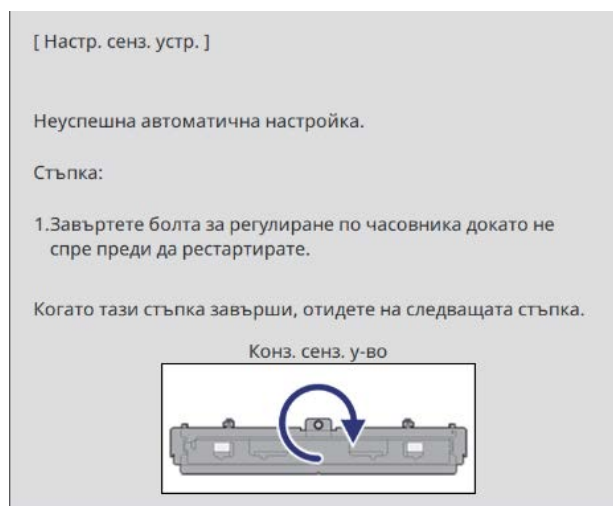 [ Настр. сенз. устр. ]
Неуспешна автоматична настройка.
Стъпка:
1.Завъртете болта за регулиране по часовника докато не
спре преди да рестартирате.
Когато тази стъпка завърши, отидете на следващата стъпка.
Конз. сенз. у-во